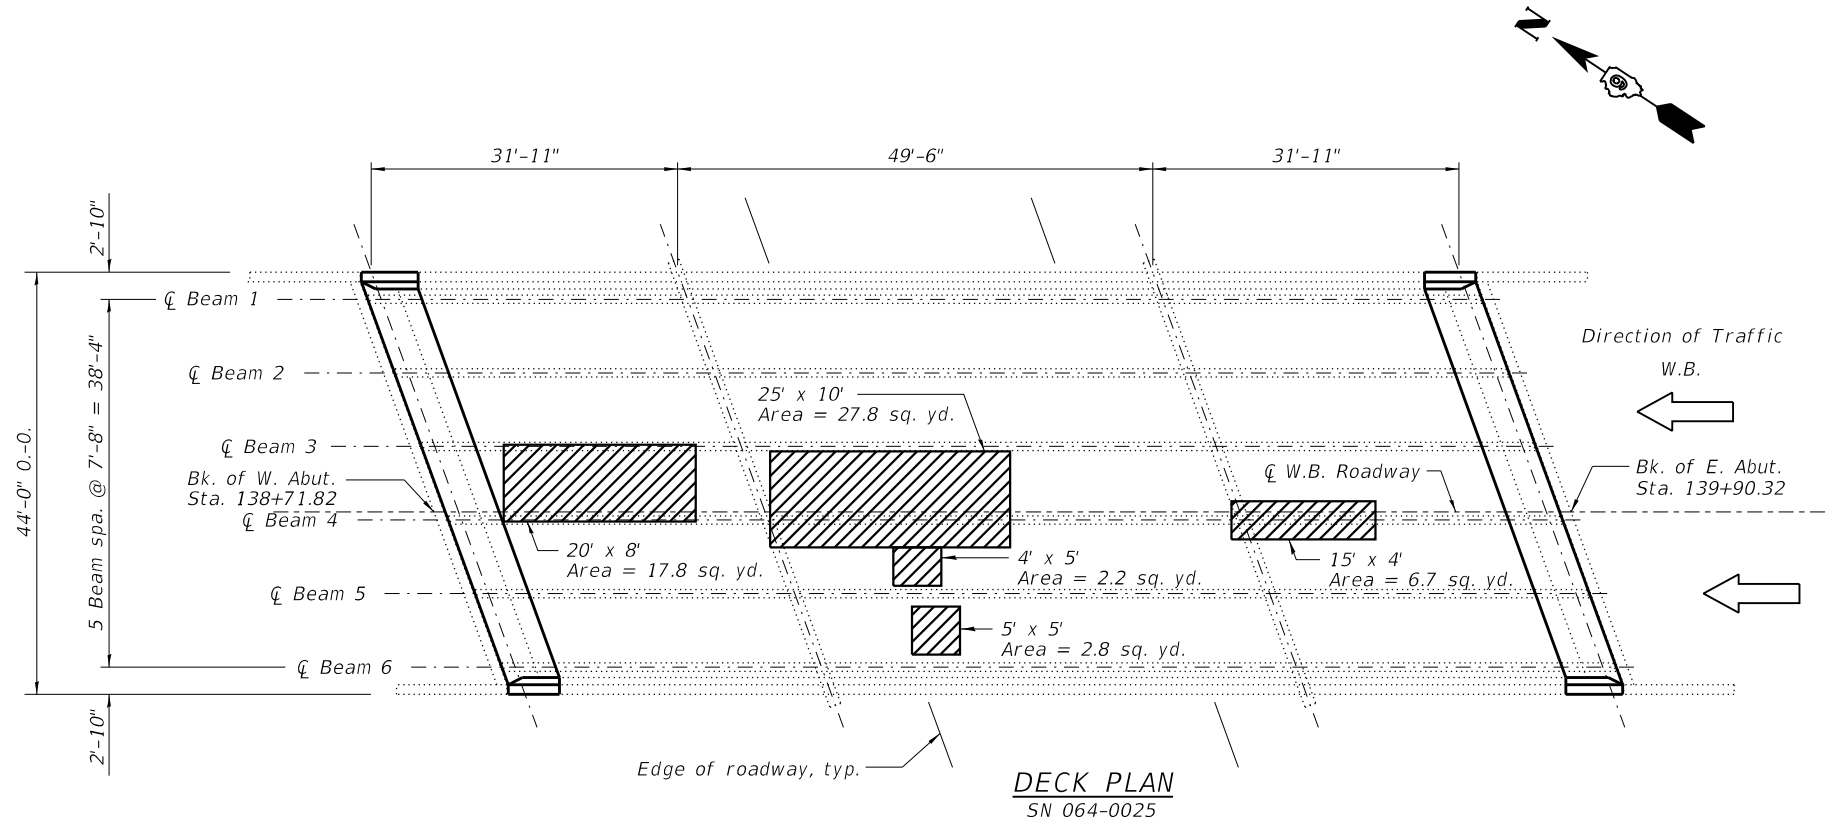 N
31'-11"
49'-6"
31'-11"
2'-10"
44'-0" O.-O.
5 Beam spa. @ 7'-8" = 38'-4"
2'-10"
℄ Beam 1
℄ Beam 2
℄ Beam 3
Bk. of W. Abut.
Sta. 138+71.82
℄ Beam 4
℄ Beam 5
℄ Beam 6
25' x 10'
Area = 27.8 sq. yd.
20' x 8'
Area = 17.8 sq. yd.
4' x 5'
Area = 2.2 sq. yd.
5' x 5'
Area = 2.8 sq. yd.
℄ W.B. Roadway
15' x 4'
Area = 6.7 sq. yd.
Direction of Traffic
W.B.
Bk. of E. Abut.
Sta. 139+90.32
Edge of roadway, typ.
DECK PLAN
SN 064-0025